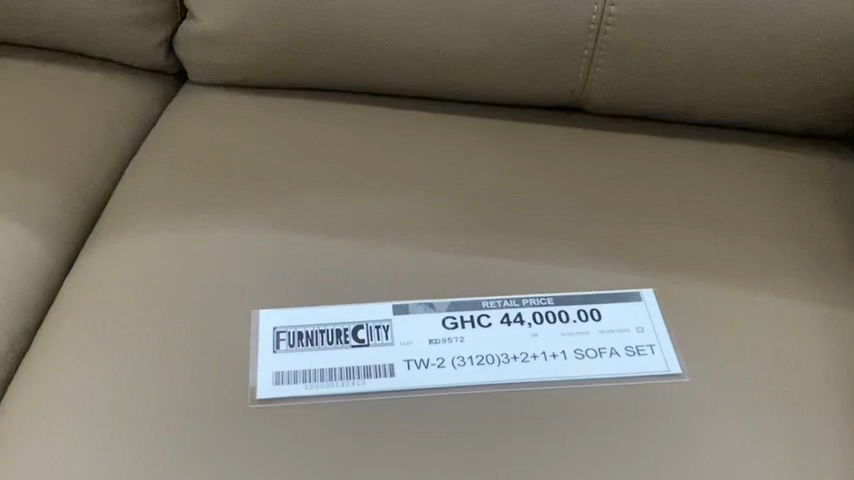 RETAIL PRICE
FURNITURECITY
GHC 44,000.00
KD9572
TW-2 (3120)3+2+1+1 SOFA SET